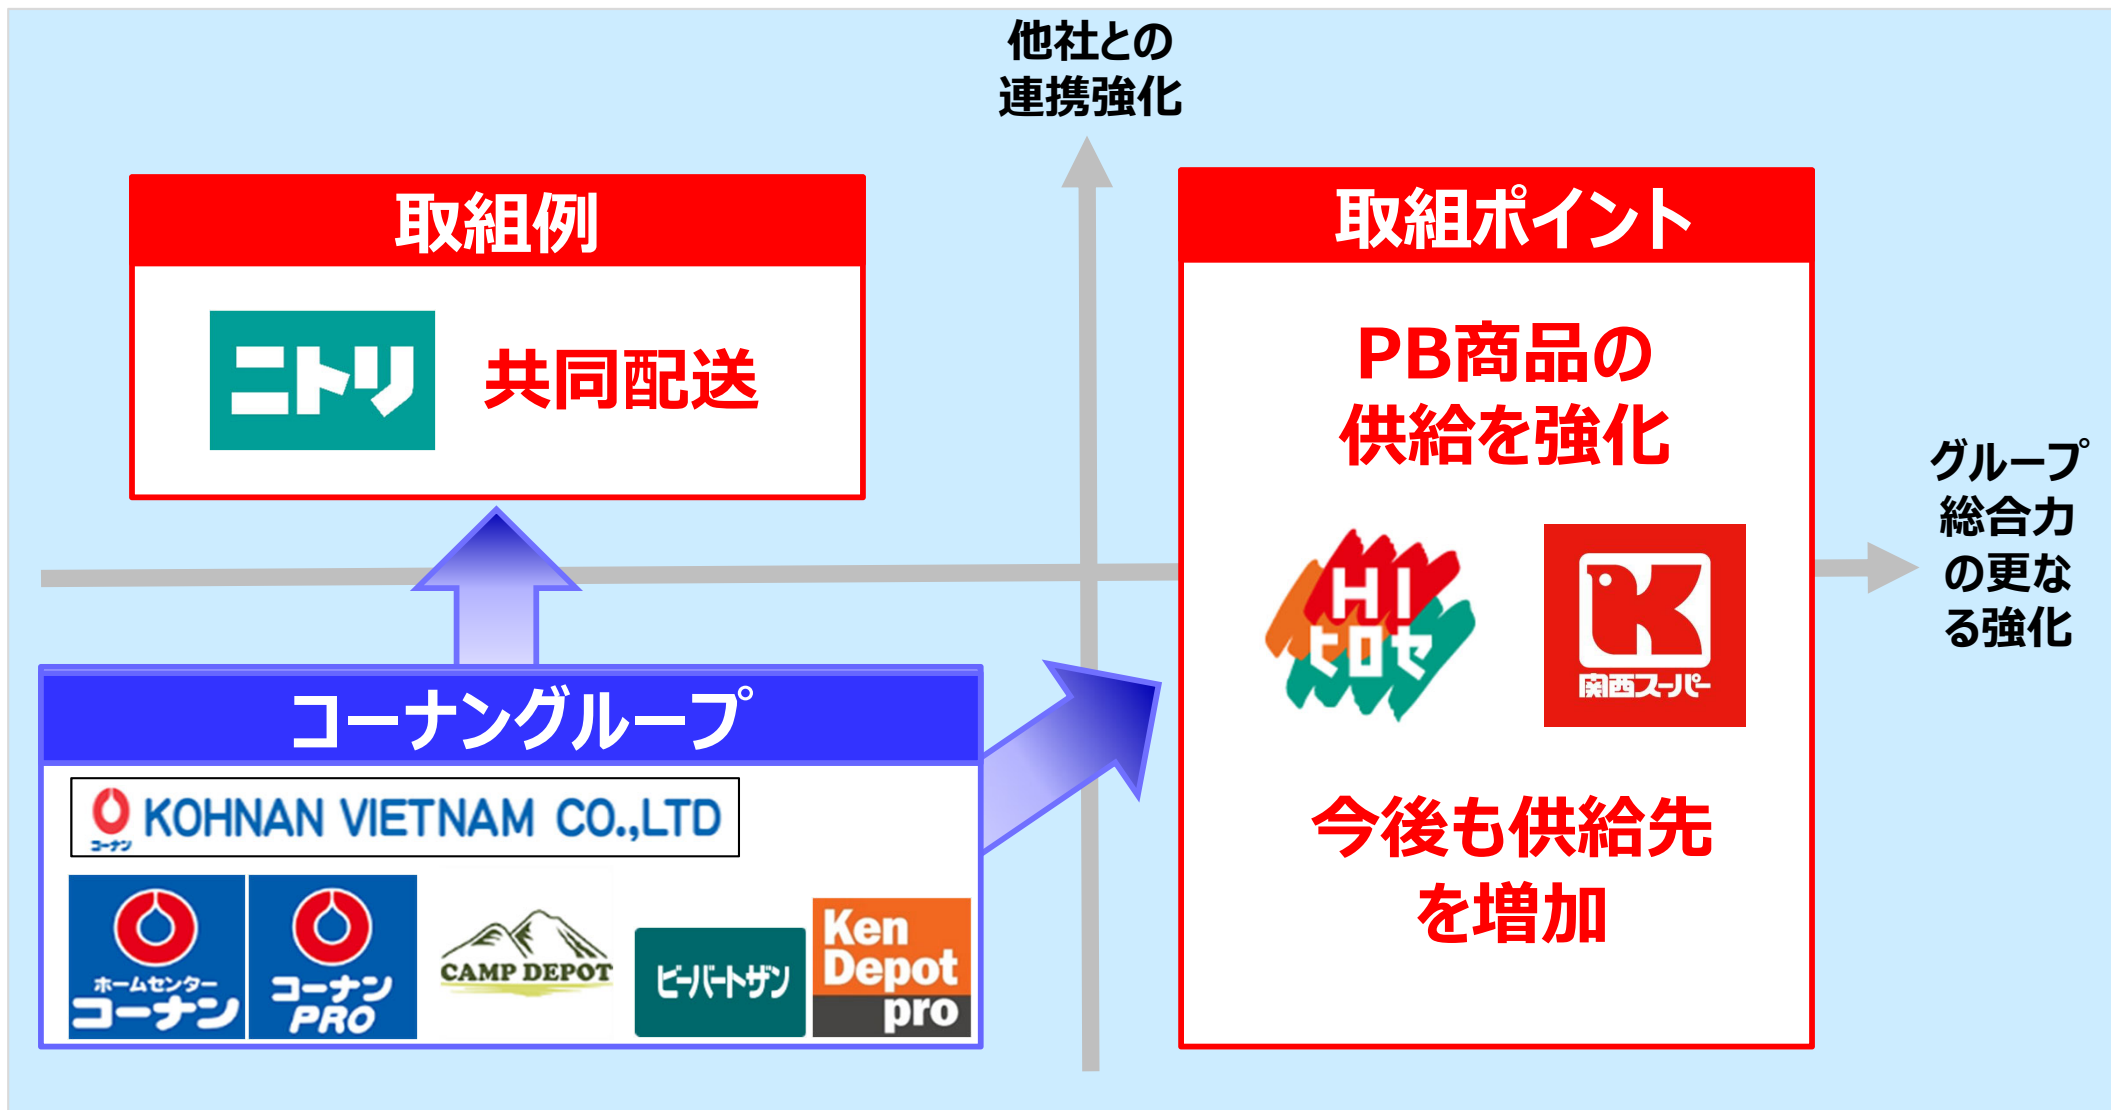 他社との
連携強化
取組例
ニトリ
共同配送
取組ポイント
PB商品の
供給を強化
HI
ヒロセ
関西スーパー
今後も供給先
を増加
グループ
総合力
の更な
る強化
コーナングループ
コーナン
KOHNAN VIETNAM CO.,LTD
ホームセンター
コーナン
コーナン
PRO
CAMP DEPOT
ビーバートザン
Ken
Depot
pro